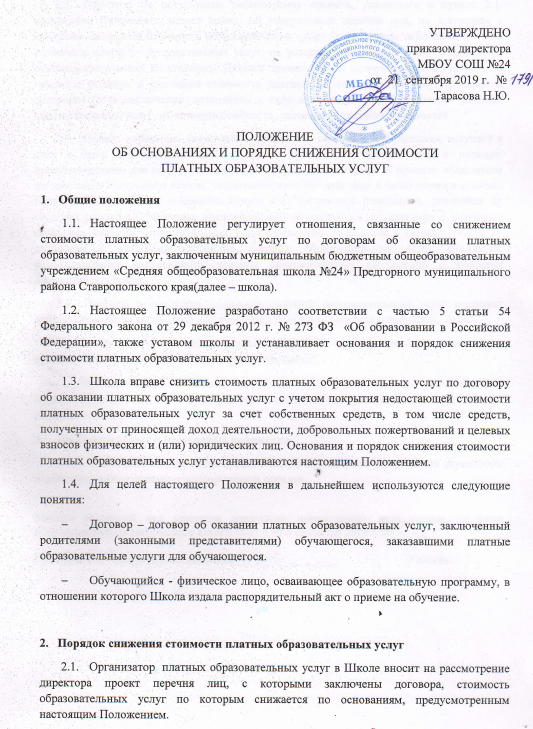 УТВЕРЖДЕНО
приказом директора
МБОУ СОШ №24
от 21 сентября 2019 г. № 179/
Тарасова Н.Ю.
МБОУ
СОШ
ПОЛОЖЕНИЕ
ОБ ОСНОВАНИЯХ И ПОРЯДКЕ СНИЖЕНИЯ СТОИМОСТИ
ПЛАТНЫХ ОБРАЗОВАТЕЛЬНЫХ УСЛУГ
1. Общие положения
1.1. Настоящее Положение регулирует отношения, связанные со снижением
стоимости платных образовательных услуг по договорам об оказании платных
образовательных услуг, заключенным муниципальным бюджетным общеобразовательным
учреждением «Средняя общеобразовательная школа №24» Предгорного муниципального
района Ставропольского края(далее – школа).
1.2. Настоящее Положение разработано соответствии с частью 5 статьи 54
Федерального закона от 29 декабря 2012 г. № 273 ФЗ «Об образовании в Российской
Федерации», также уставом школы и устанавливает основания и порядок снижения
стоимости платных образовательных услуг.
1.3. Школа вправе снизить стоимость платных образовательных услуг по договору
об оказании платных образовательных услуг с учетом покрытия недостающей стоимости
платных образовательных услуг за счет собственных средств, в том числе средств,
полученных от приносящей доход деятельности, добровольных пожертвований и целевых
взносов физических и (или) юридических лиц. Основания и порядок снижения стоимости
платных образовательных услуг устанавливаются настоящим Положением.
1.4. Для целей настоящего Положения в дальнейшем используются следующие
понятия:
– Договор – договор об оказании платных образовательных услуг, заключенный
родителями (законными представителями) обучающегося, заказавшими платные
образовательные услуги для обучающегося.
– Обучающийся - физическое лицо, осваивающее образовательную программу, в
отношении которого Школа издала распорядительный акт о приеме на обучение.
2. Порядок снижения стоимости платных образовательных услуг
2.1. Организатор платных образовательных услуг в Школе вносит на рассмотрение
директора проект перечня лиц, с которыми заключены договора, стоимость
образовательных услуг по которым снижается по основаниям, предусмотренным
настоящим Положением.